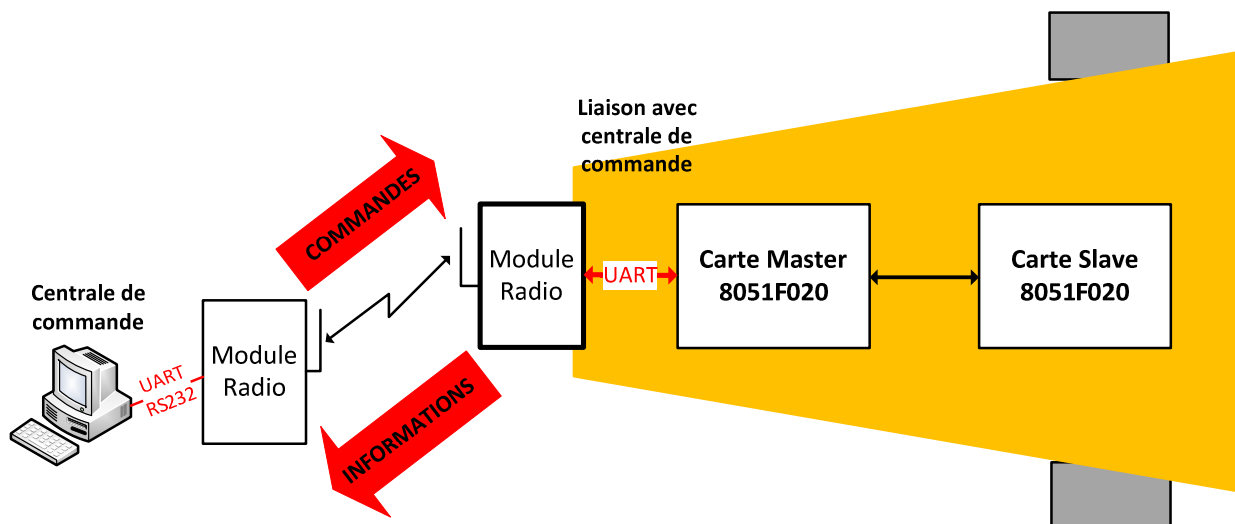 Liaison avec
centrale de
commande
COMMANDES
Module
Radio
UART
Carte Master
8051F020
Carte Slave
8051F020
Centrale de
commande
UART
RS232
Module
Radio
INFORMATIONS